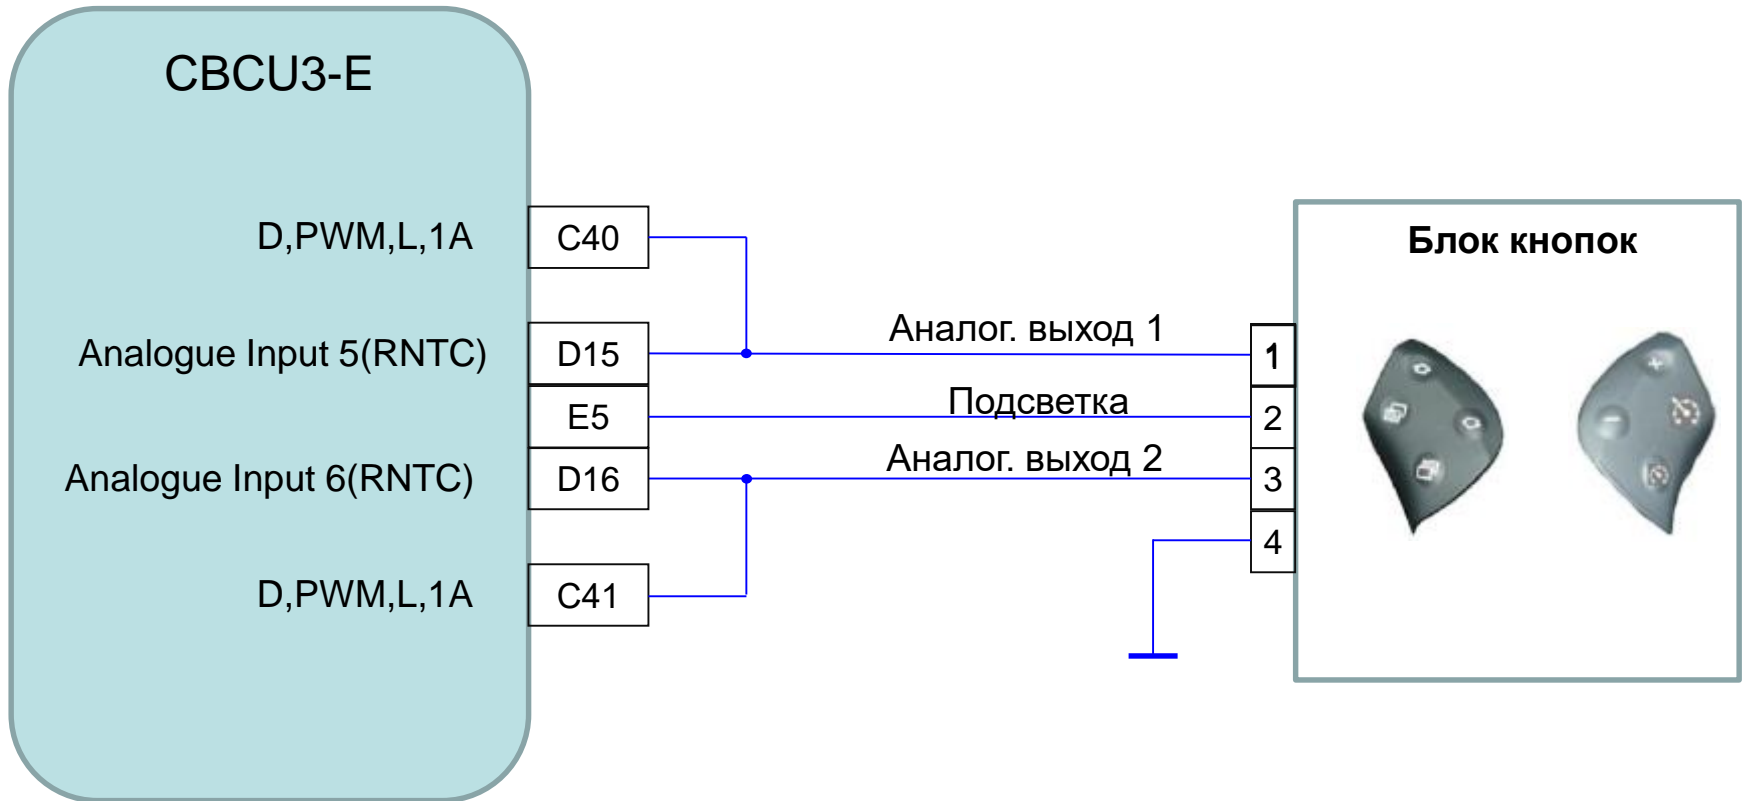 CBCU3-E
D,PWM,L,1A
C40
Блок кнопок
Analogue Input 5(RNTC)
D15
Аналог. выход 1
1
E5
Подсветка
2
Analogue Input 6(RNTC)
D16
Аналог. выход 2
3
4
D,PWM,L,1A
C41